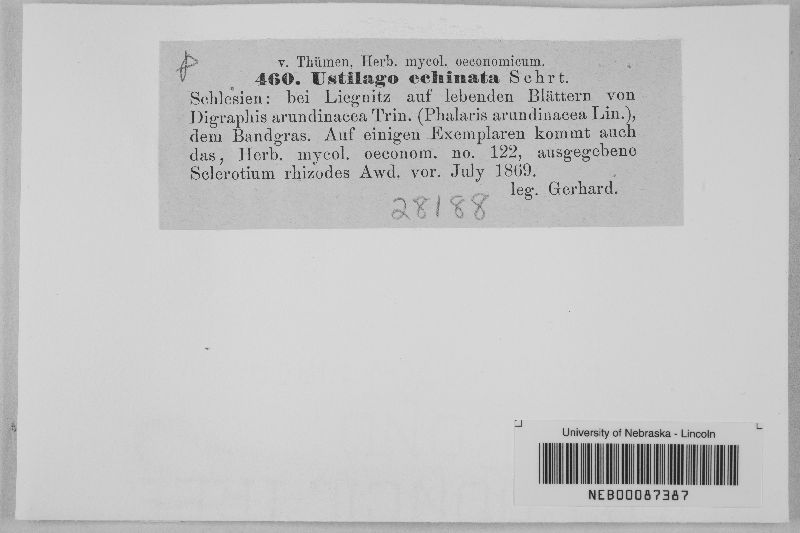 v. Thümen, Herb. mycol. oeconomicum.
460. Ustilago echinata Schrt.
Schlesien: bei Liegnitz auf lebenden Blättern von
Digraphis arundinacea Trin. (Phalaris arundinacea Lin.),
dem Bandgras. Auf einigen Exemplaren kommt auch
das, Herb. mycol. oeconom. no. 122, ausgegebene
Sclerotium rhizodes Awd. vor. July 1869.
leg. Gerhard.
28188
University of Nebraska - Lincoln
NEB00087387